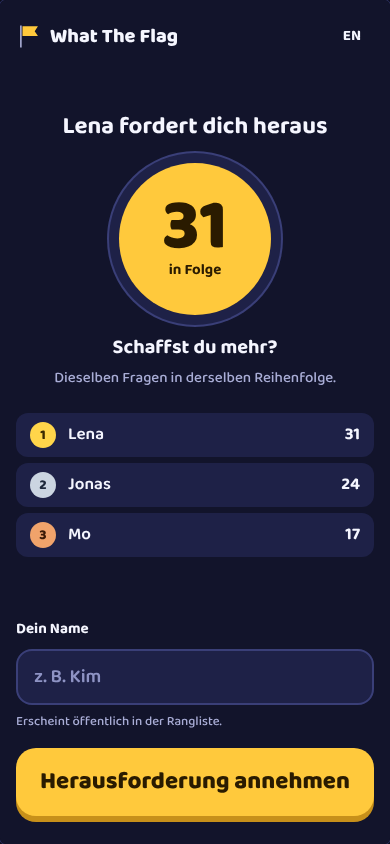 What The Flag
EN
Lena fordert dich heraus
31
in Folge
Schaffst du mehr?
Dieselben Fragen in derselben Reihenfolge.
1 Lena 31
2 Jonas 24
3 Mo 17
Dein Name
z. B. Kim
Erscheint öffentlich in der Rangliste.
Herausforderung annehmen